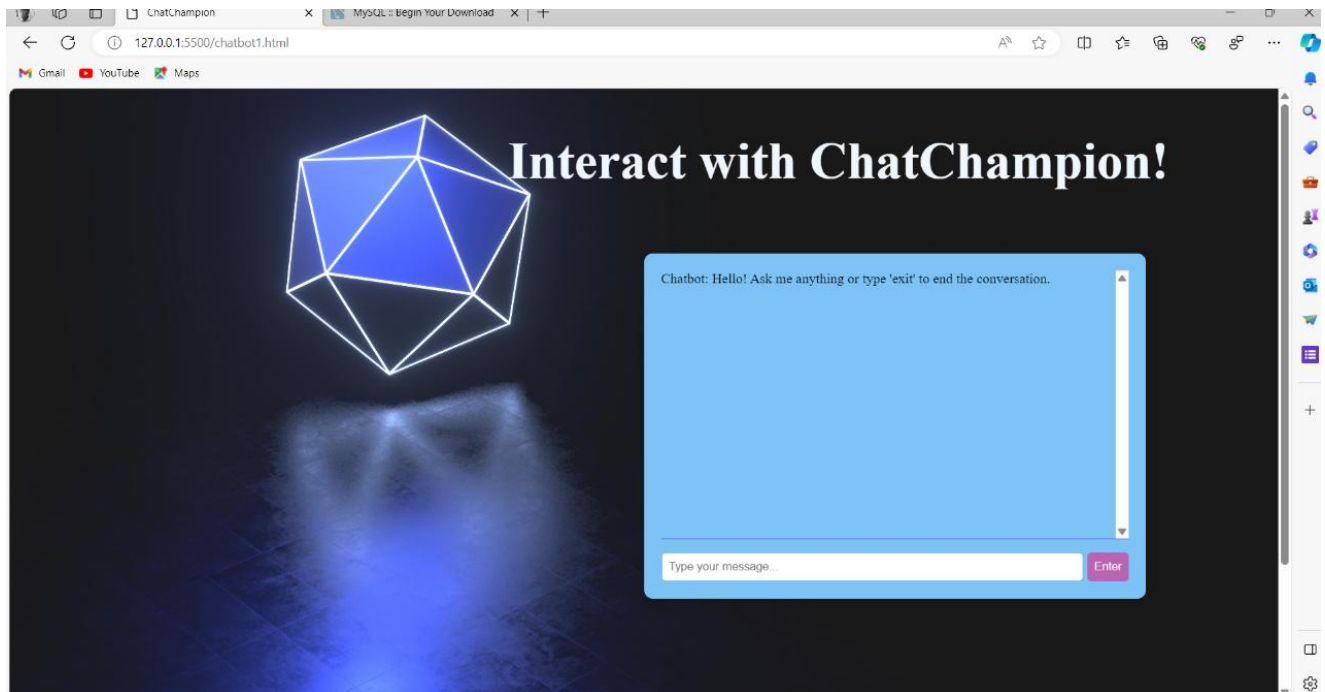 ChatChampion
MySQL :: Begin Your Download
127.0.0.1:5500/chatbot1.html
Gmail YouTube Maps
Interact with ChatChampion!
Chatbot: Hello! Ask me anything or type 'exit' to end the conversation.
Type your message...
Enter